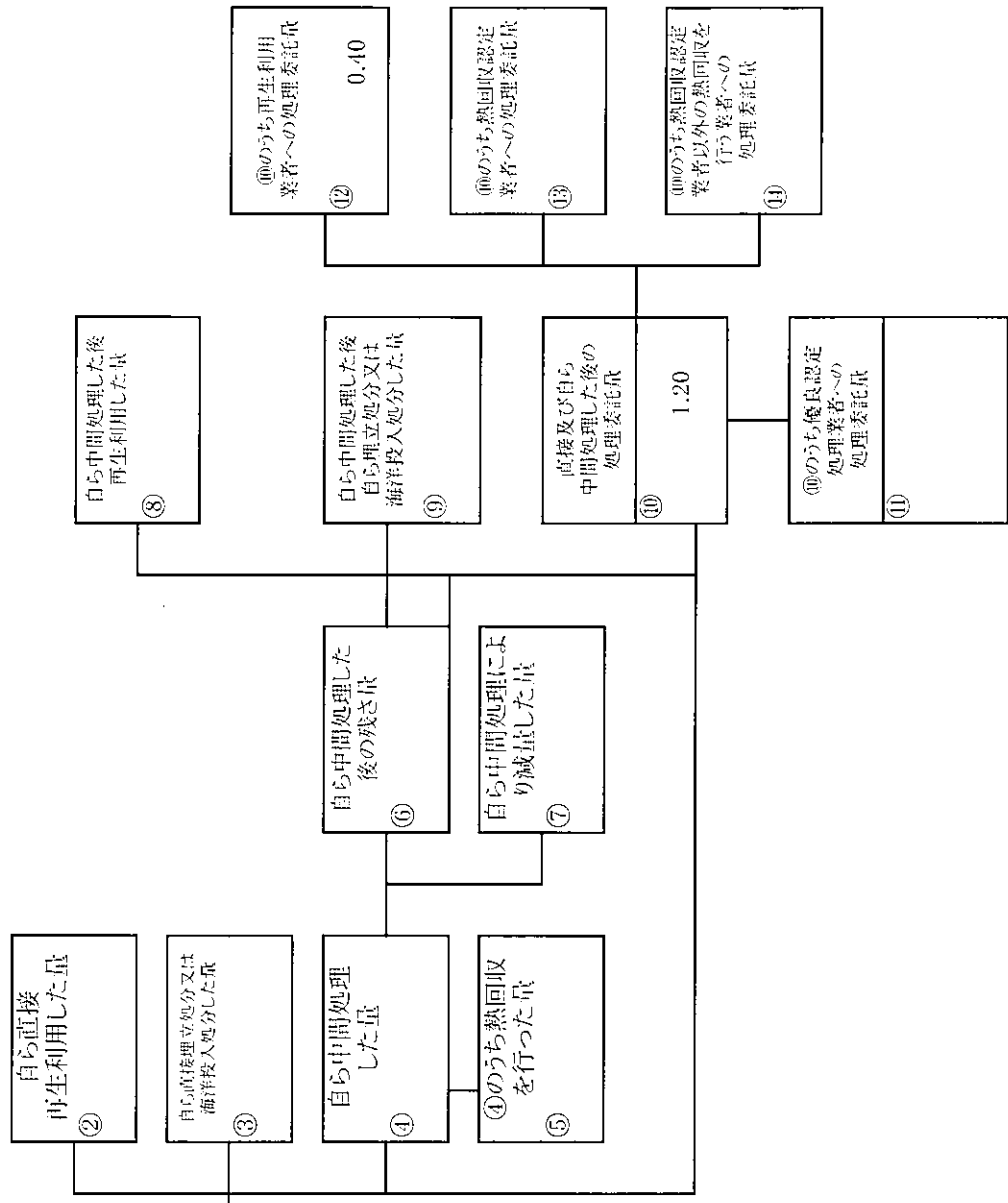 自ら直接
再生利用した量
②
自ら直接埋立処分又は
海洋投入処分した量
③
自ら中間処理
した量
④
④のうち熱回収
を行った量
⑤
自ら中間処理した
後の残さ量
⑥
自ら中間処理によ
り減量した量
⑦
自ら中間処理した後
再生利用した量
⑧
自ら中間処理した後
自ら埋立処分又は
海洋投入処分した量
⑨
直接及び自ら
中間処理した後の
処理委託量
⑩
1.20
⑩のうち優良認定
処理業者への
処理委託量
⑪
⑩のうち再生利用
業者への処理委託量
⑫
0.40
⑩のうち熱回収認定
業者への処理委託量
⑬
⑩のうち熱回収認定
業者以外の熱回収を
行う業者への
処理委託量
⑭